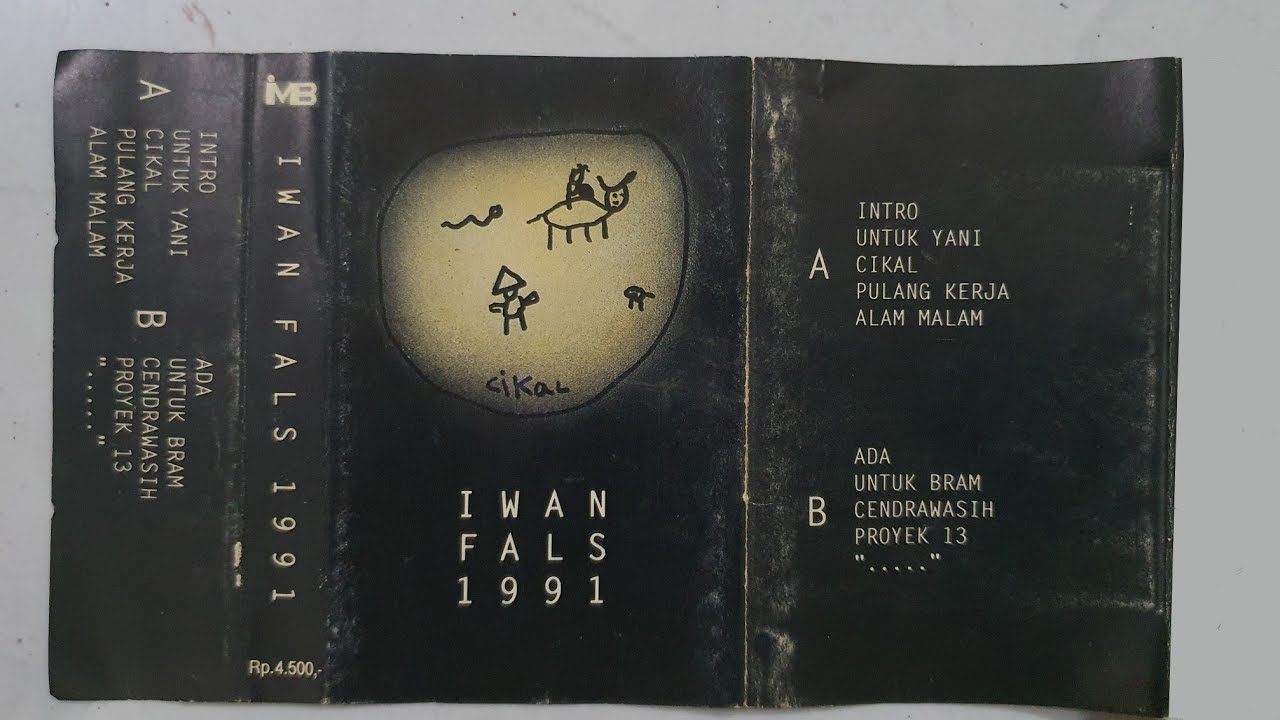 A
INTRO
UNTUK YANI
CIKAL
PULANG KERJA
ALAM MALAM
B
ADA
UNTUK BRAM
CENDRAWASIH
PROYEK 13
"....."
iMB
IWAN FALS 1991
Rp.4.500,-
ciKaL
IWAN
FALS
1991
A
INTRO
UNTUK YANI
CIKAL
PULANG KERJA
ALAM MALAM
B
ADA
UNTUK BRAM
CENDRAWASIH
PROYEK 13
"....."